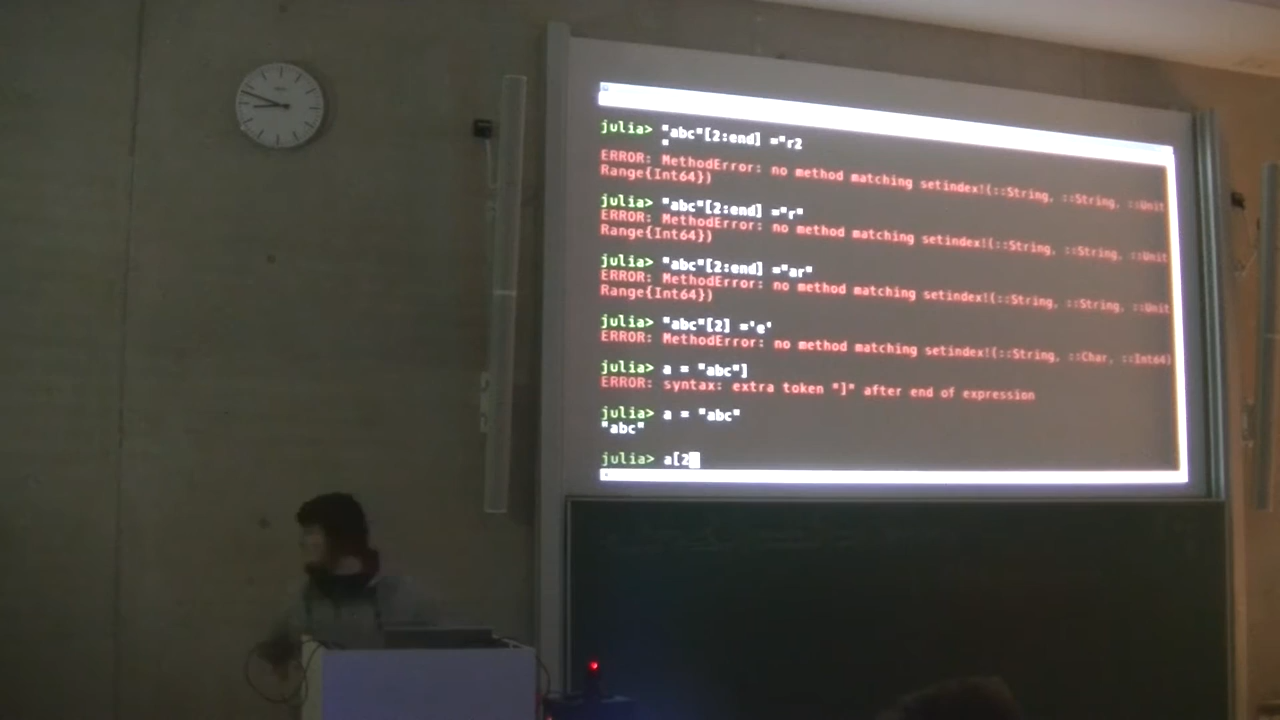 julia> "abc"[2:end] ="r2
"
ERROR: MethodError: no method matching setindex!(::String, ::String, ::Unit
Range{Int64})
julia> "abc"[2:end] ="r"
ERROR: MethodError: no method matching setindex!(::String, ::String, ::Unit
Range{Int64})
julia> "abc"[2:end] ="ar"
ERROR: MethodError: no method matching setindex!(::String, ::String, ::Unit
Range{Int64})
julia> "abc"[2] ='e'
ERROR: MethodError: no method matching setindex!(::String, ::Char, ::Int64)
julia> a = "abc"]
ERROR: syntax: extra token "]" after end of expression
julia> a = "abc"
"abc"
julia> a[2